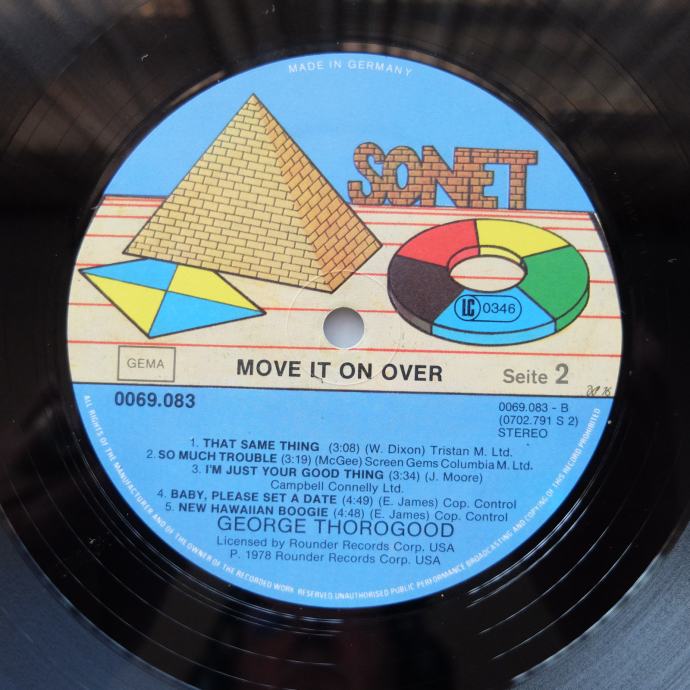 MADE IN GERMANY
SONET
LC 0346
GEMA
MOVE IT ON OVER
Seite 2
0069.083
0069.083 - B
(0702.791 S 2)
STEREO
1. THAT SAME THING (3:08) (W. Dixon) Tristan M. Ltd.
2. SO MUCH TROUBLE (3:19) (McGee) Screen Gems Columbia M. Ltd.
3. I'M JUST YOUR GOOD THING (3:34) (J. Moore)
Campbell Connelly Ltd.
4. BABY, PLEASE SET A DATE (4:49) (E. James) Cop. Control
5. NEW HAWAIIAN BOOGIE (4:48) (E. James) Cop. Control
GEORGE THOROGOOD
Licensed by Rounder Records Corp. USA
P. 1978 Rounder Records Corp. USA
ALL RIGHTS OF THE MANUFACTURER AND OF THE OWNER OF THE RECORDED WORK RESERVED. UNAUTHORISED PUBLIC PERFORMANCE BROADCASTING AND COPYING OF THIS RECORD PROHIBITED